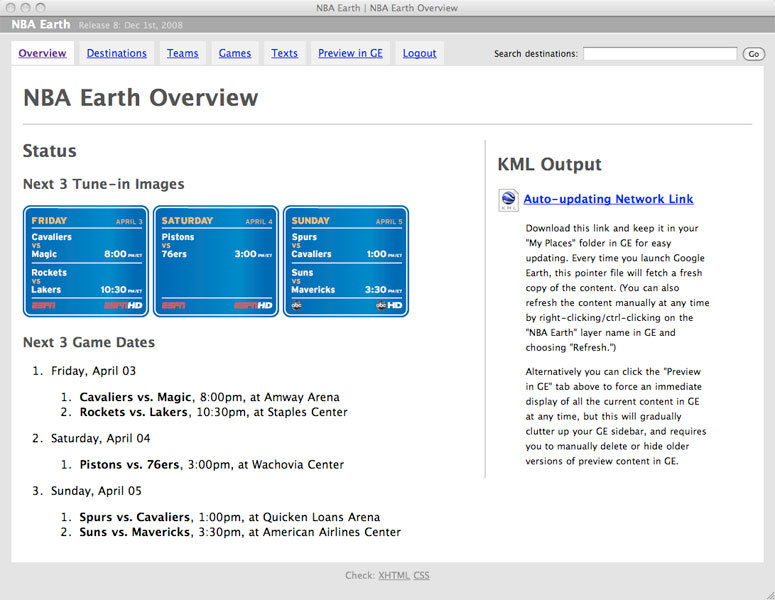 NBA Earth | NBA Earth Overview
NBA Earth Release 8: Dec 1st, 2008
Overview Destinations Teams Games Texts Preview in GE Logout Search destinations: Go
NBA Earth Overview
Status
Next 3 Tune-in Images
FRIDAY APRIL 3
Cavaliers
VS
Magic 8:00 PM/ET
Rockets
VS
Lakers 10:30 PM/ET
ESPN ESPNHD
SATURDAY APRIL 4
Pistons
VS
76ers 3:00 PM/ET
ESPN ESPNHD
SUNDAY APRIL 5
Spurs
VS
Cavaliers 1:00 PM/ET
Suns
VS
Mavericks 3:30 PM/ET
abc abc HD
Next 3 Game Dates
1. Friday, April 03
1. Cavaliers vs. Magic, 8:00pm, at Amway Arena
2. Rockets vs. Lakers, 10:30pm, at Staples Center
2. Saturday, April 04
1. Pistons vs. 76ers, 3:00pm, at Wachovia Center
3. Sunday, April 05
1. Spurs vs. Cavaliers, 1:00pm, at Quicken Loans Arena
2. Suns vs. Mavericks, 3:30pm, at American Airlines Center
KML Output
KML
Auto-updating Network Link
Download this link and keep it in your
"My Places" folder in GE for easy
updating. Every time you launch Google
Earth, this pointer file will fetch a fresh
copy of the content. (You can also
refresh the content manually at any time
by right-clicking/ctrl-clicking on the
"NBA Earth" layer name in GE and
choosing "Refresh.")
Alternatively you can click the "Preview
in GE" tab above to force an immediate
display of all the current content in GE
at any time, but this will gradually
clutter up your GE sidebar, and requires
you to manually delete or hide older
versions of preview content in GE.
Check: XHTML CSS